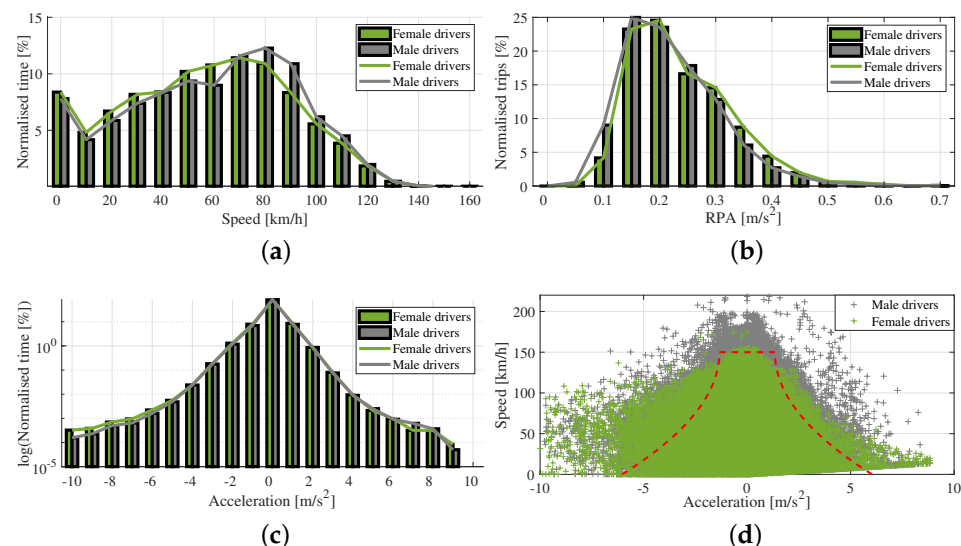 15
10
5
Normalised time [%]
Female drivers
Male drivers
Female drivers
Male drivers
0 20 40 60 80 100 120 140 160
Speed [km/h]
(a)
25
20
15
10
5
0
Normalised trips [%]
Female drivers
Male drivers
Female drivers
Male drivers
0 0.1 0.2 0.3 0.4 0.5 0.6 0.7
RPA [m/s²]
(b)
10⁰
10⁻⁵
log(Normalised time [%])
Female drivers
Male drivers
Female drivers
Male drivers
-10 -8 -6 -4 -2 0 2 4 6 8 10
Acceleration [m/s²]
(c)
200
150
100
50
0
Speed [km/h]
Male drivers
Female drivers
-10 -5 0 5 10
Acceleration [m/s²]
(d)